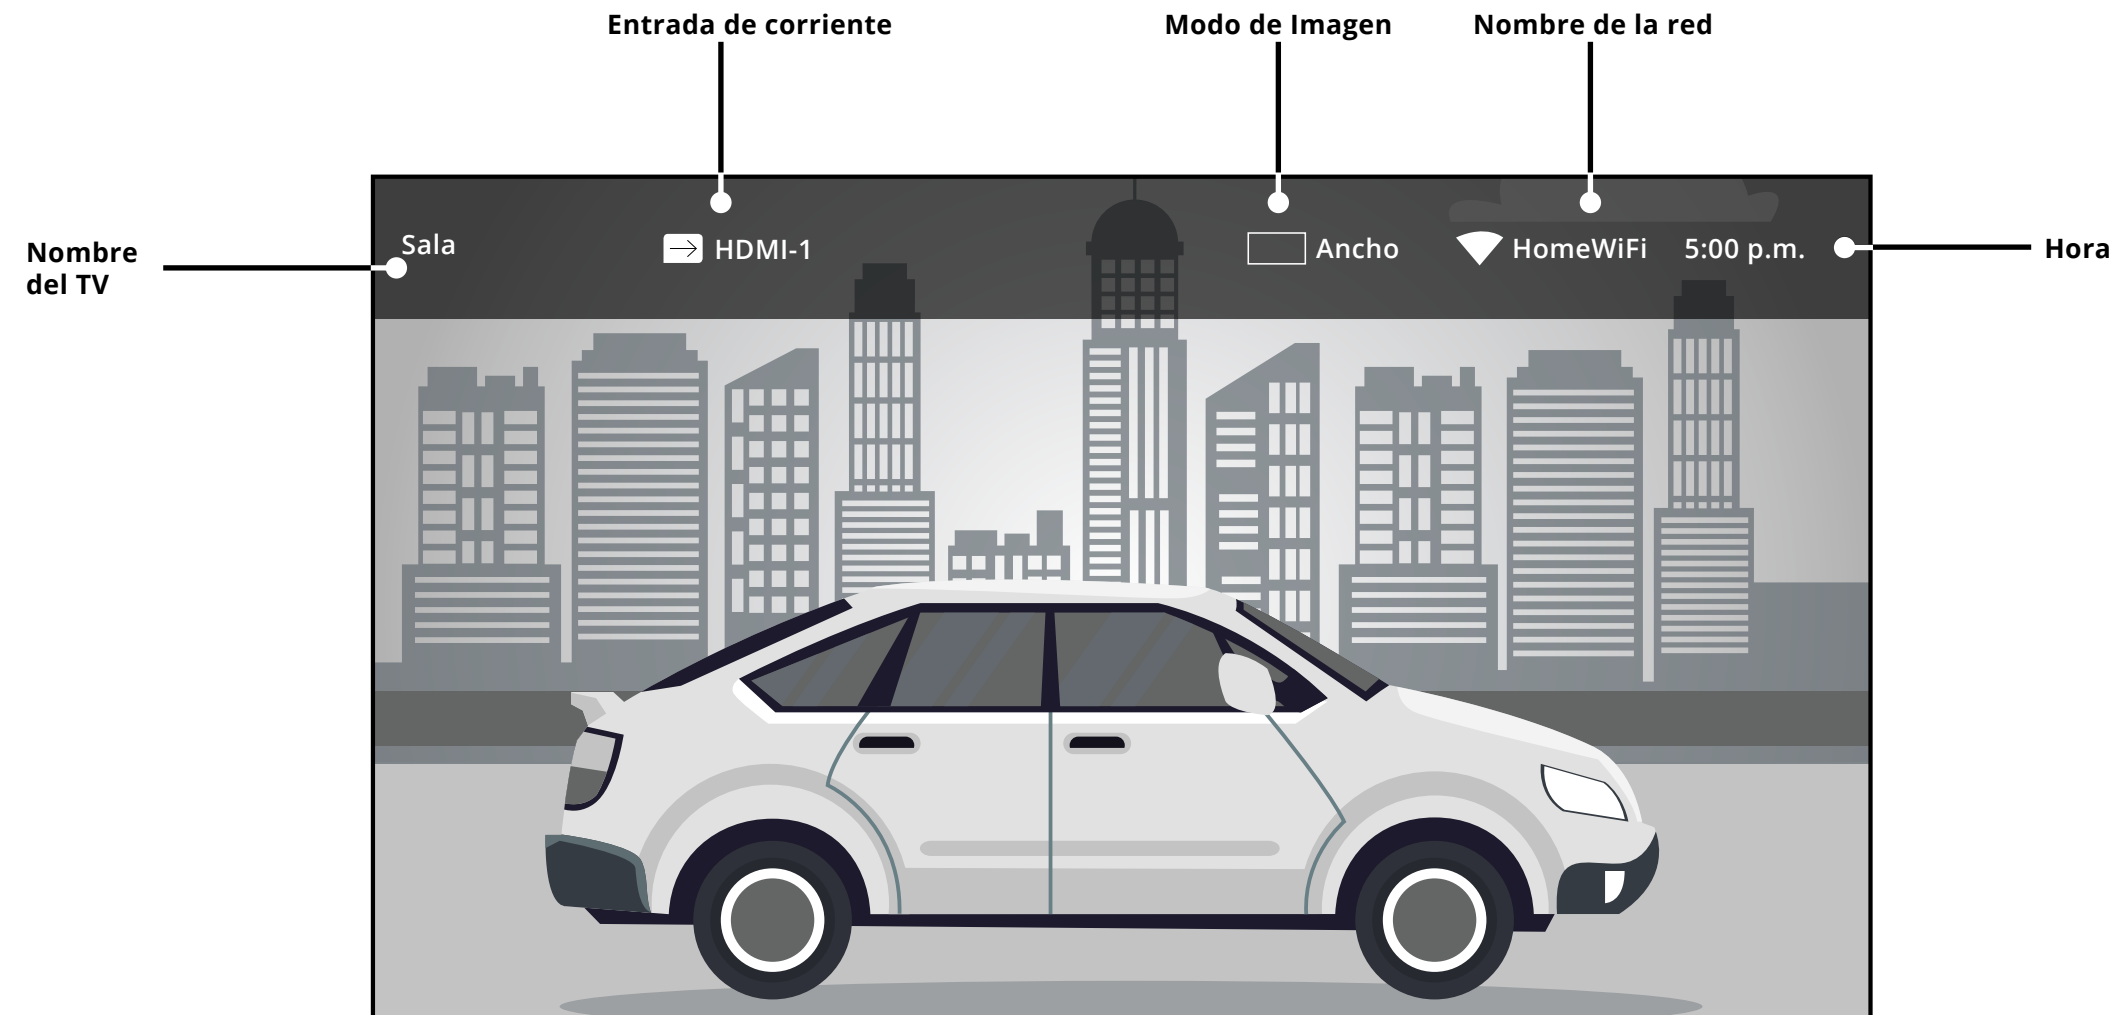 Entrada de corriente
Modo de Imagen
Nombre de la red
Nombre
del TV
Sala
HDMI-1
Ancho
HomeWiFi
5:00 p.m.
Hora